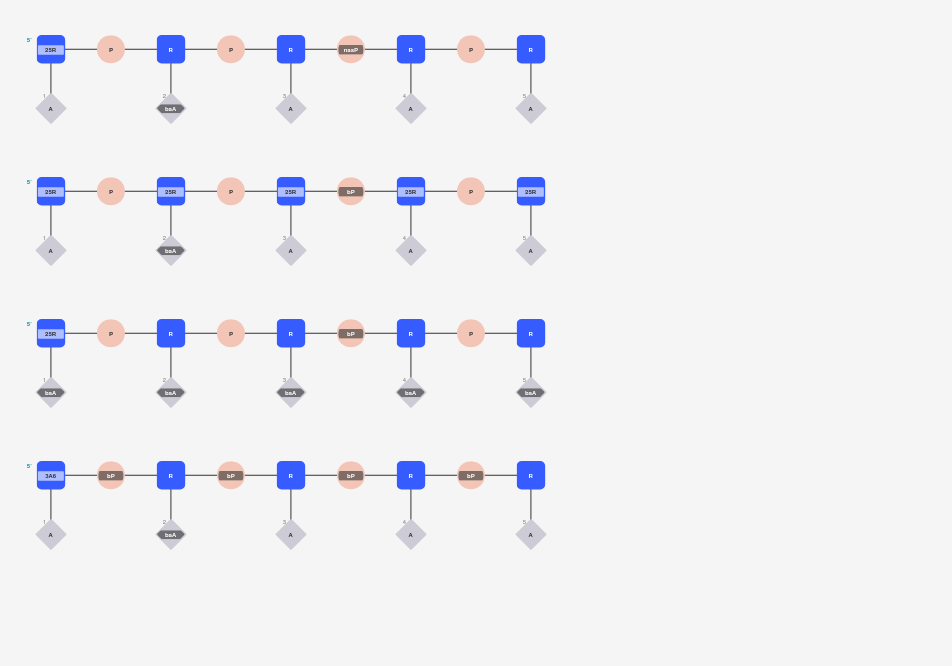 5' 25R P R P R nasP R P R
1 A 2 baA 3 A 4 A 5 A
5' 25R P 25R P 25R bP 25R P 25R
1 A 2 baA 3 A 4 A 5 A
5' 25R P R P R bP R P R
1 baA 2 baA 3 baA 4 baA 5 baA
5' 3A6 bP R bP R bP R bP R
1 A 2 baA 3 A 4 A 5 A